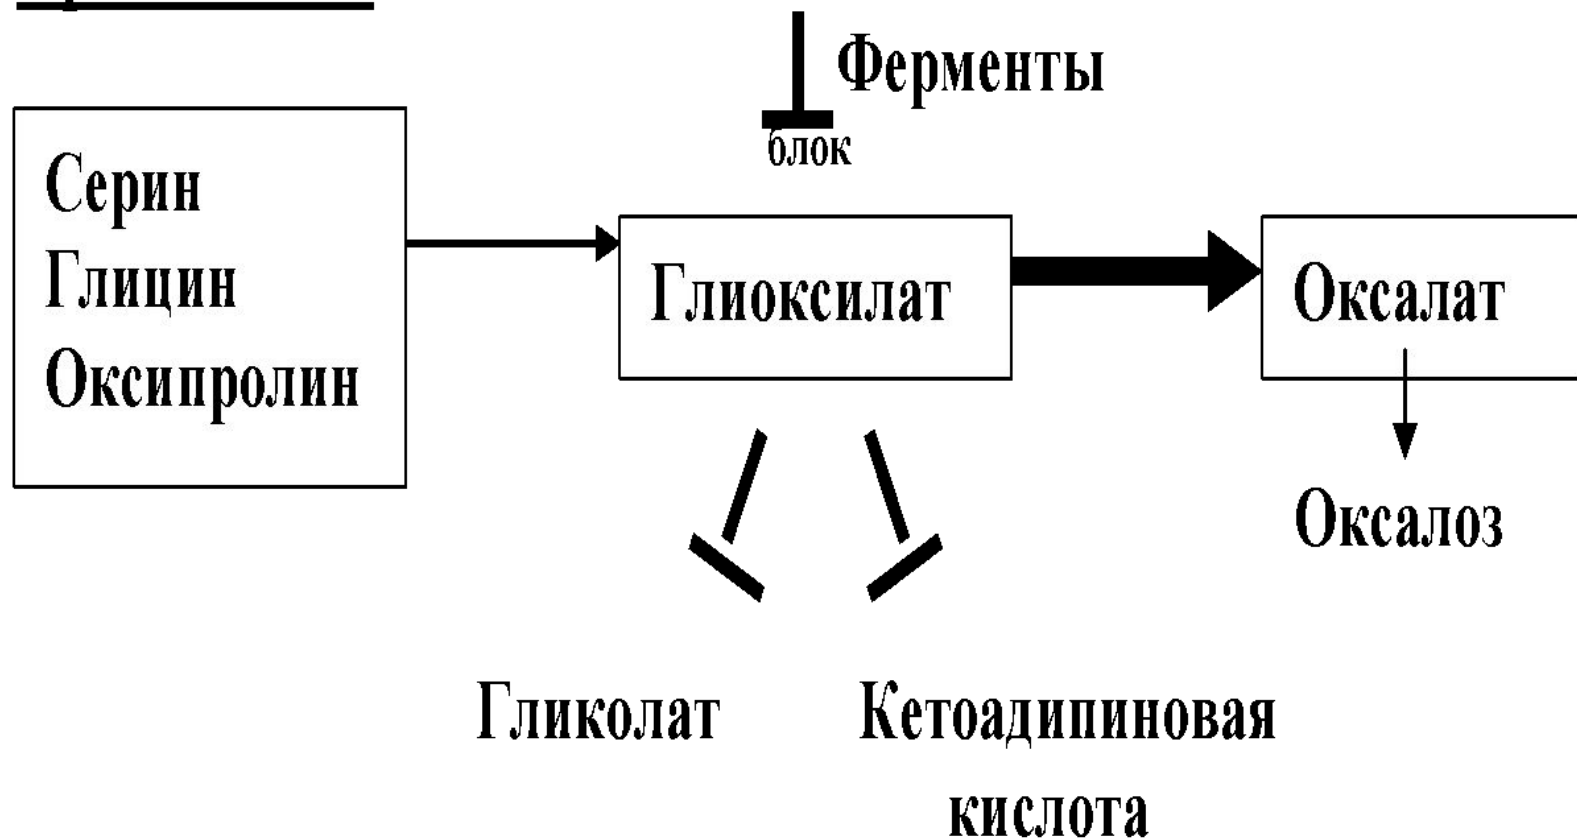 Ферменты
блок
Серин
Глицин
Оксипролин
Глиоксилат
Оксалат
Оксалоз
Гликолат
Кетоадипиновая
кислота